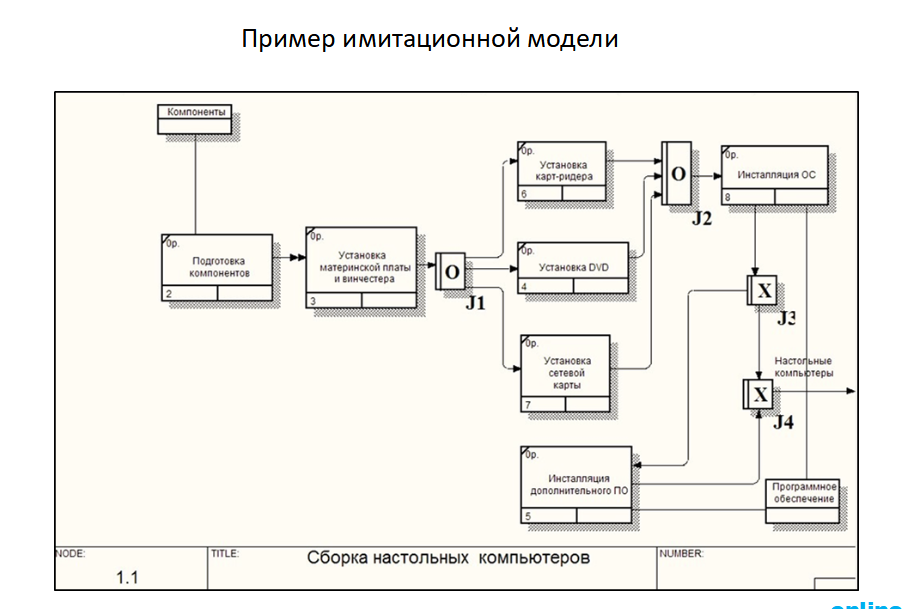 Пример имитационной модели
Компоненты
0р.
Подготовка
компонентов
2
0р.
Установка
материнской платы
и винчестера
3
O
J1
0р.
Установка
карт-ридера
6
0р.
Установка DVD
4
0р.
Установка
сетевой
карты
7
O
J2
0р.
Инсталляция ОС
8
X
J3
Настольные
компьютеры
X
J4
0р.
Инсталляция
дополнительного ПО
5
Программное
обеспечение
NODE:
1.1
TITLE:
Сборка настольных компьютеров
NUMBER:
online